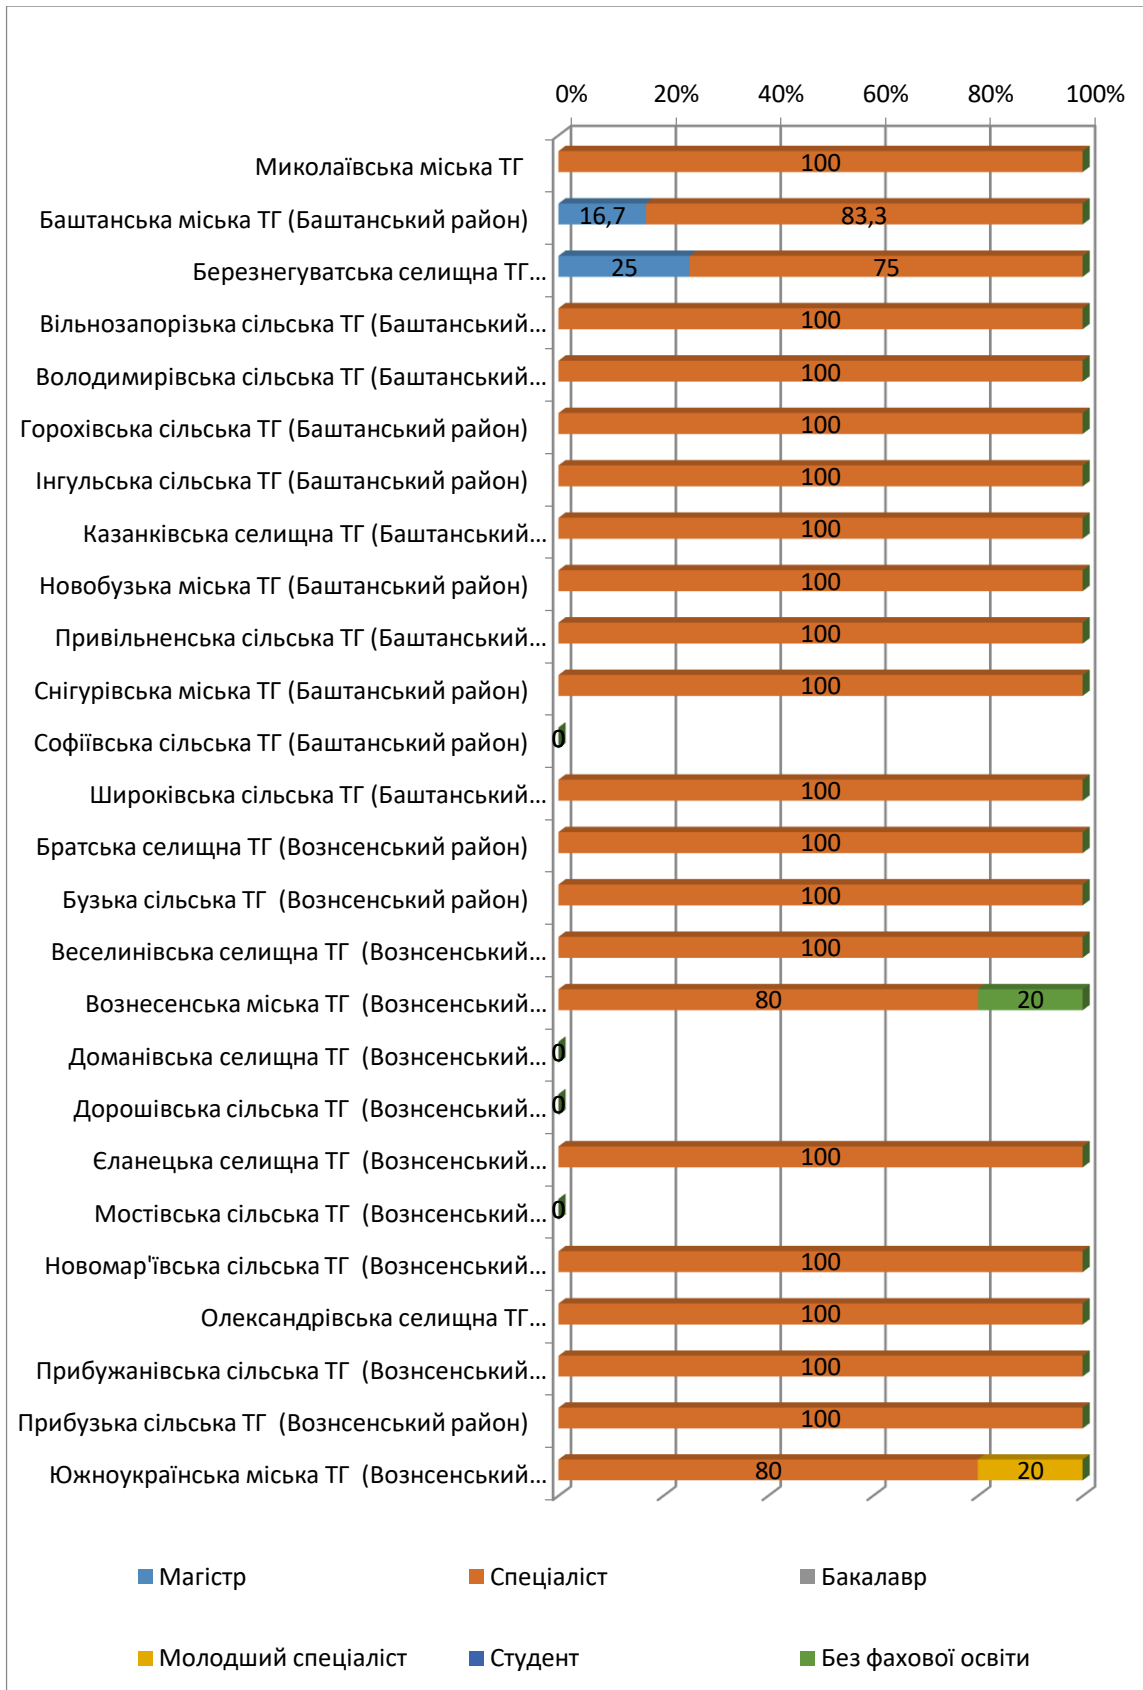 0% 20% 40% 60% 80% 100%
Миколаївська міська ТГ 100
Баштанська міська ТГ (Баштанський район) 16,7 83,3
Березнегуватська селищна ТГ... 25 75
Вільнозапорізька сільська ТГ (Баштанський... 100
Володимирівська сільська ТГ (Баштанський... 100
Горохівська сільська ТГ (Баштанський район) 100
Інгульська сільська ТГ (Баштанський район) 100
Казанківська селищна ТГ (Баштанський... 100
Новобузька міська ТГ (Баштанський район) 100
Привільненська сільська ТГ (Баштанський... 100
Снігурівська міська ТГ (Баштанський район) 100
Софіївська сільська ТГ (Баштанський район) 0
Широківська сільська ТГ (Баштанський... 100
Братська селищна ТГ (Вознсенський район) 100
Бузька сільська ТГ (Вознсенський район) 100
Веселинівська селищна ТГ (Вознсенський... 100
Вознесенська міська ТГ (Вознсенський... 80 20
Доманівська селищна ТГ (Вознсенський... 0
Дорошівська сільська ТГ (Вознсенський... 0
Єланецька селищна ТГ (Вознсенський... 100
Мостівська сільська ТГ (Вознсенський... 0
Новомар'ївська сільська ТГ (Вознсенський... 100
Олександрівська селищна ТГ... 100
Прибужанівська сільська ТГ (Вознсенський... 100
Прибузька сільська ТГ (Вознсенський район) 100
Южноукраїнська міська ТГ (Вознсенський... 80 20
Магістр Спеціаліст Бакалавр
Молодший спеціаліст Студент Без фахової освіти